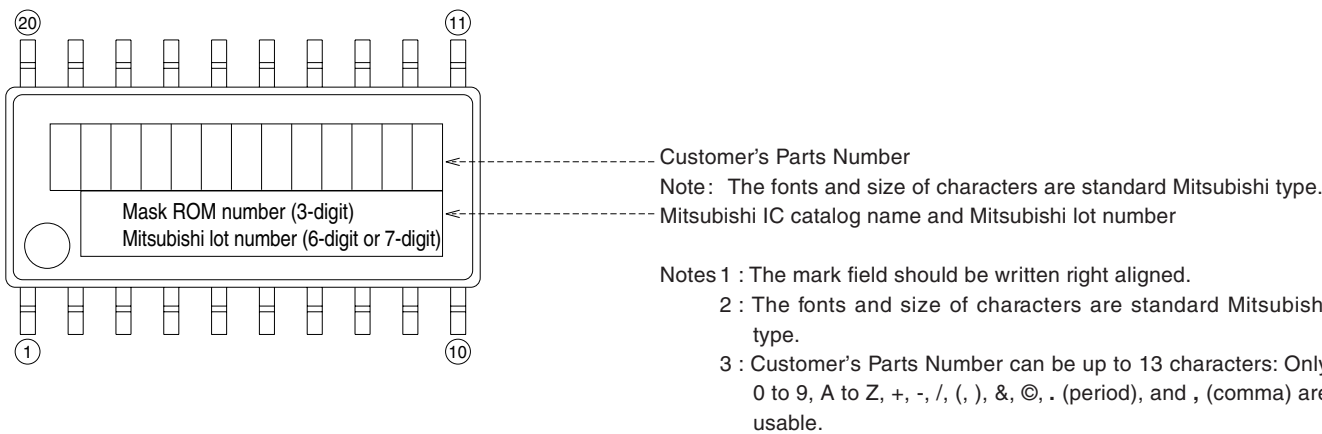 20 11
Customer's Parts Number
Note: The fonts and size of characters are standard Mitsubishi type.
Mask ROM number (3-digit)
Mitsubishi IC catalog name and Mitsubishi lot number
Mitsubishi lot number (6-digit or 7-digit)
Notes 1 : The mark field should be written right aligned.
2 : The fonts and size of characters are standard Mitsubish
type.
1 10
3 : Customer's Parts Number can be up to 13 characters: Only
0 to 9, A to Z, +, -, /, (, ), &, ©, . (period), and , (comma) are
usable.